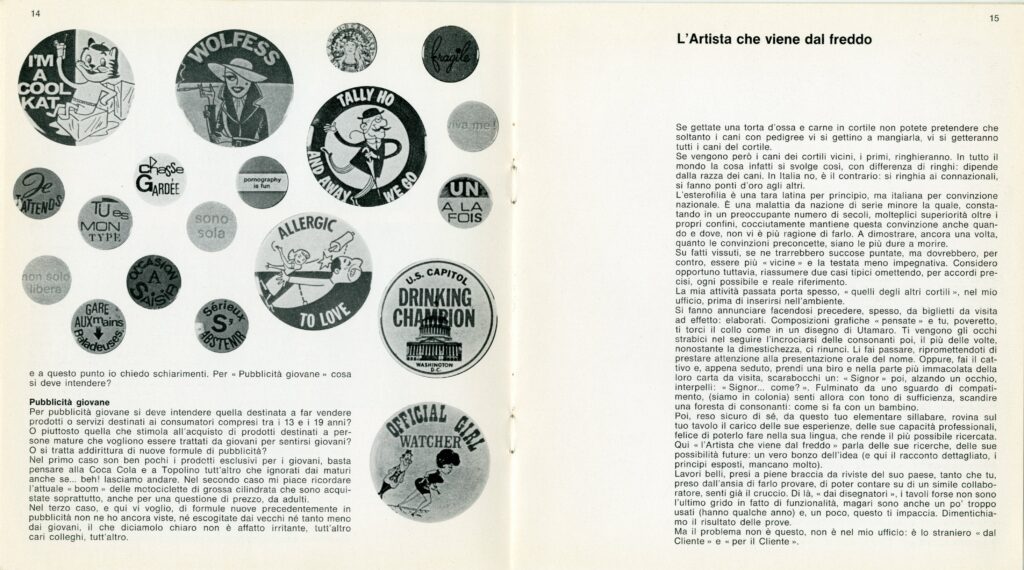 14
I'M
A
COOL
KAT
WOLFESS
fragile
TALLY HO
AND AWAY WE GO
viva me!
Je
T'ATTENDS
Chasse
GARDÉE
pornography
is fun
UN
A LA
FOIS
TU es
MON
TYPE
sono
sola
ALLERGIC
TO LOVE
non solo
libera
OCCASION
A
SAISIR
GARE
AUX mains
Baladeuses!
Sérieux
S'
ABSTENIR
U.S. CAPITOL
DRINKING
CHAMPION
WASHINGTON
D.C.
OFFICIAL GIRL
WATCHER
e a questo punto io chiedo schiarimenti. Per « Pubblicità giovane » cosa
si deve intendere?
Pubblicità giovane
Per pubblicità giovane si deve intendere quella destinata a far vendere
prodotti o servizi destinati ai consumatori compresi tra i 13 e i 19 anni?
O piuttosto quella che stimola all'acquisto di prodotti destinati a per-
sone mature che vogliono essere trattati da giovani per sentirsi giovani?
O si tratta addirittura di nuove formule di pubblicità?
Nel primo caso son ben pochi i prodotti esclusivi per i giovani, basta
pensare alla Coca Cola e a Topolino tutt'altro che ignorati dai maturi
anche se... beh! lasciamo andare. Nel secondo caso mi piace ricordare
l'attuale « boom » delle motociclette di grossa cilindrata che sono acqui-
state soprattutto, anche per una questione di prezzo, da adulti.
Nel terzo caso, e qui vi voglio, di formule nuove precedentemente in
pubblicità non ne ho ancora viste, né escogitate dai vecchi né tanto meno
dai giovani, il che diciamolo chiaro non è affatto irritante, tutt'altro
cari colleghi, tutt'altro.
15
L'Artista che viene dal freddo
Se gettate una torta d'ossa e carne in cortile non potete pretendere che
soltanto i cani con pedigree vi si gettino a mangiarla, vi si getteranno
tutti i cani del cortile.
Se vengono però i cani dei cortili vicini, i primi, ringhieranno. In tutto il
mondo la cosa infatti si svolge così, con differenza di ringhi: dipende
dalla razza dei cani. In Italia no, è il contrario: si ringhia ai connazionali,
si fanno ponti d'oro agli altri.
L'esterofilia è una tara latina per principio, ma italiana per convinzione
nazionale. È una malattia da nazione di serie minore la quale, consta-
tando in un preoccupante numero di secoli, molteplici superiorità oltre i
propri confini, cocciutamente mantiene questa convinzione anche quan-
do e dove, non vi è più ragione di farlo. A dimostrare, ancora una volta,
quanto le convinzioni preconcette, siano le più dure a morire.
Su fatti vissuti, se ne trarrebbero succose puntate, ma dovrebbero, per
contro, essere più « vicine » e la testata meno impegnativa. Considero
opportuno tuttavia, riassumere due casi tipici omettendo, per accordi pre-
cisi, ogni possibile e reale riferimento.
La mia attività passata porta spesso, « quelli degli altri cortili », nel mio
ufficio, prima di inserirsi nell'ambiente.
Si fanno annunciare facendosi precedere, spesso, da biglietti da visita
ad effetto: elaborati. Composizioni grafiche « pensate » e tu, poveretto,
ti torci il collo come in un disegno di Utamaro. Ti vengono gli occhi
strabici nel seguire l'incrociarsi delle consonanti poi, il più delle volte,
nonostante la dimestichezza, ci rinunci. Li fai passare, ripromettendoti di
prestare attenzione alla presentazione orale del nome. Oppure, fai il cat-
tivo e, appena seduto, prendi una biro e nella parte più immacolata della
loro carta da visita, scarabocchi un: « Signor » poi, alzando un occhio,
interpelli: « Signor... come? ». Fulminato da uno sguardo di compati-
mento, (siamo in colonia) senti allora con tono di sufficienza, scandire
una foresta di consonanti: come si fa con un bambino.
Poi, reso sicuro di sé, da questo tuo elementare sillabare, rovina sul
tuo tavolo il carico delle sue esperienze, delle sue capacità professionali,
felice di poterlo fare nella sua lingua, che rende il più possibile ricercata.
Qui « l'Artista che viene dal freddo » parla delle sue ricerche, delle sue
possibilità future: un vero bonzo dell'idea (e qui il racconto dettagliato, i
principi esposti, mancano molto).
Lavori belli, presi a piene braccia da riviste del suo paese, tanto che tu,
preso dall'ansia di farlo provare, di poter contare su di un simile collabo-
ratore, senti già il cruccio. Di là, « dai disegnatori », i tavoli forse non sono
l'ultimo grido in fatto di funzionalità, magari sono anche un po' troppo
usati (hanno qualche anno) e, un poco, questo ti impaccia. Dimentichia-
mo il risultato delle prove.
Ma il problema non è questo, non è nel mio ufficio: è lo straniero « dal
Cliente » e « per il Cliente ».